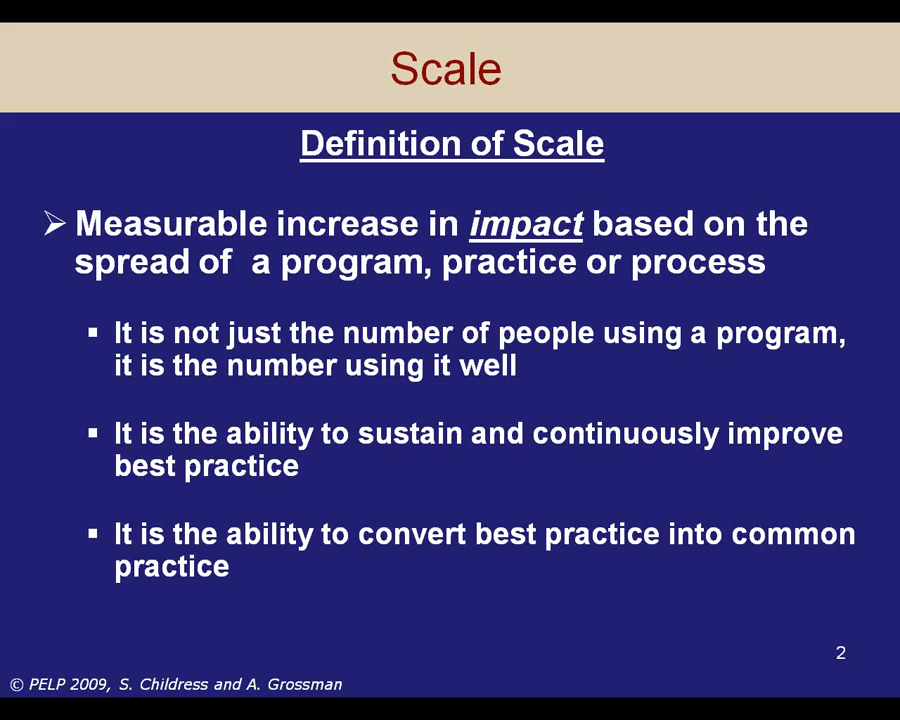 Scale
Definition of Scale
➢ Measurable increase in impact based on the
spread of  a program, practice or process
▪ It is not just the number of people using a program,
it is the number using it well
▪ It is the ability to sustain and continuously improve
best practice
▪ It is the ability to convert best practice into common
practice
2
© PELP 2009, S. Childress and A. Grossman